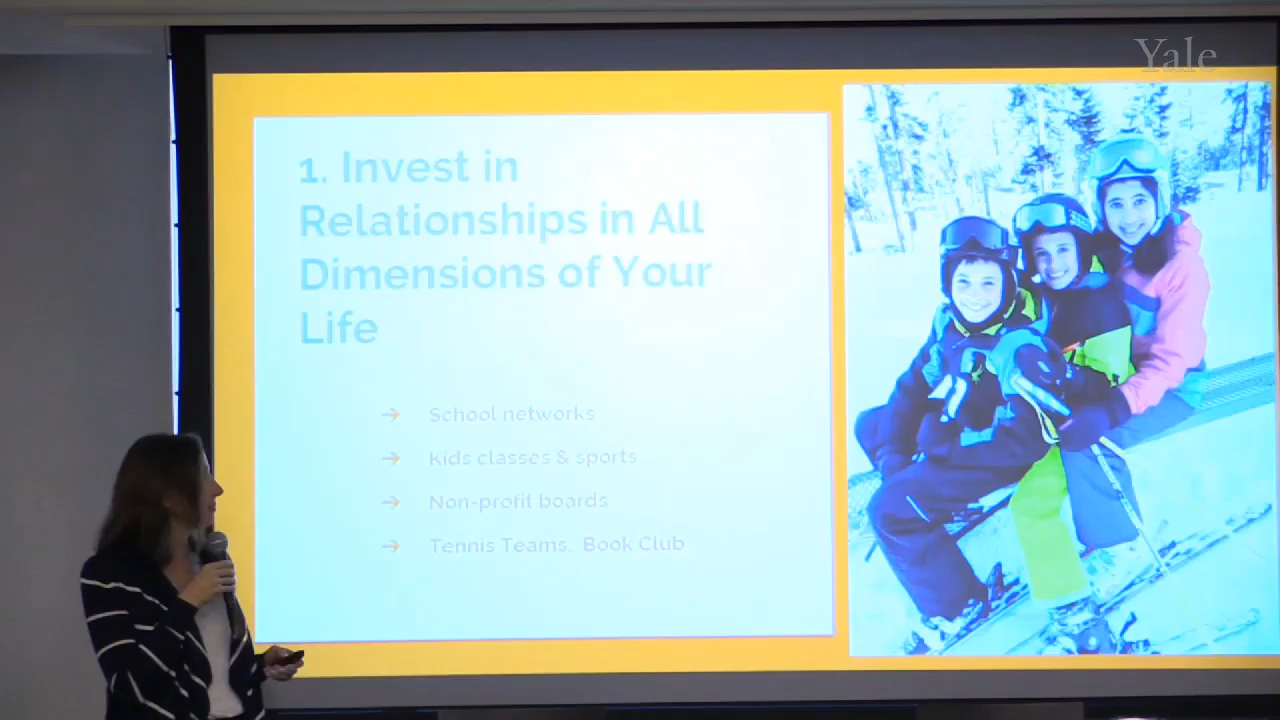 Yale
1. Invest in
Relationships in All
Dimensions of Your
Life
→ School networks
→ Kids classes & sports
→ Non-profit boards
→ Tennis Teams, Book Club